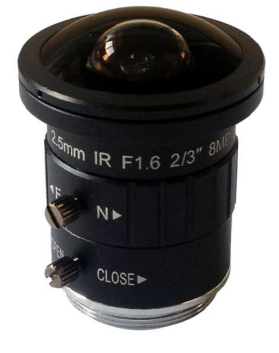 2.5mm IR F1.6 2/3" 8MP
◄F N►
CLOSE►